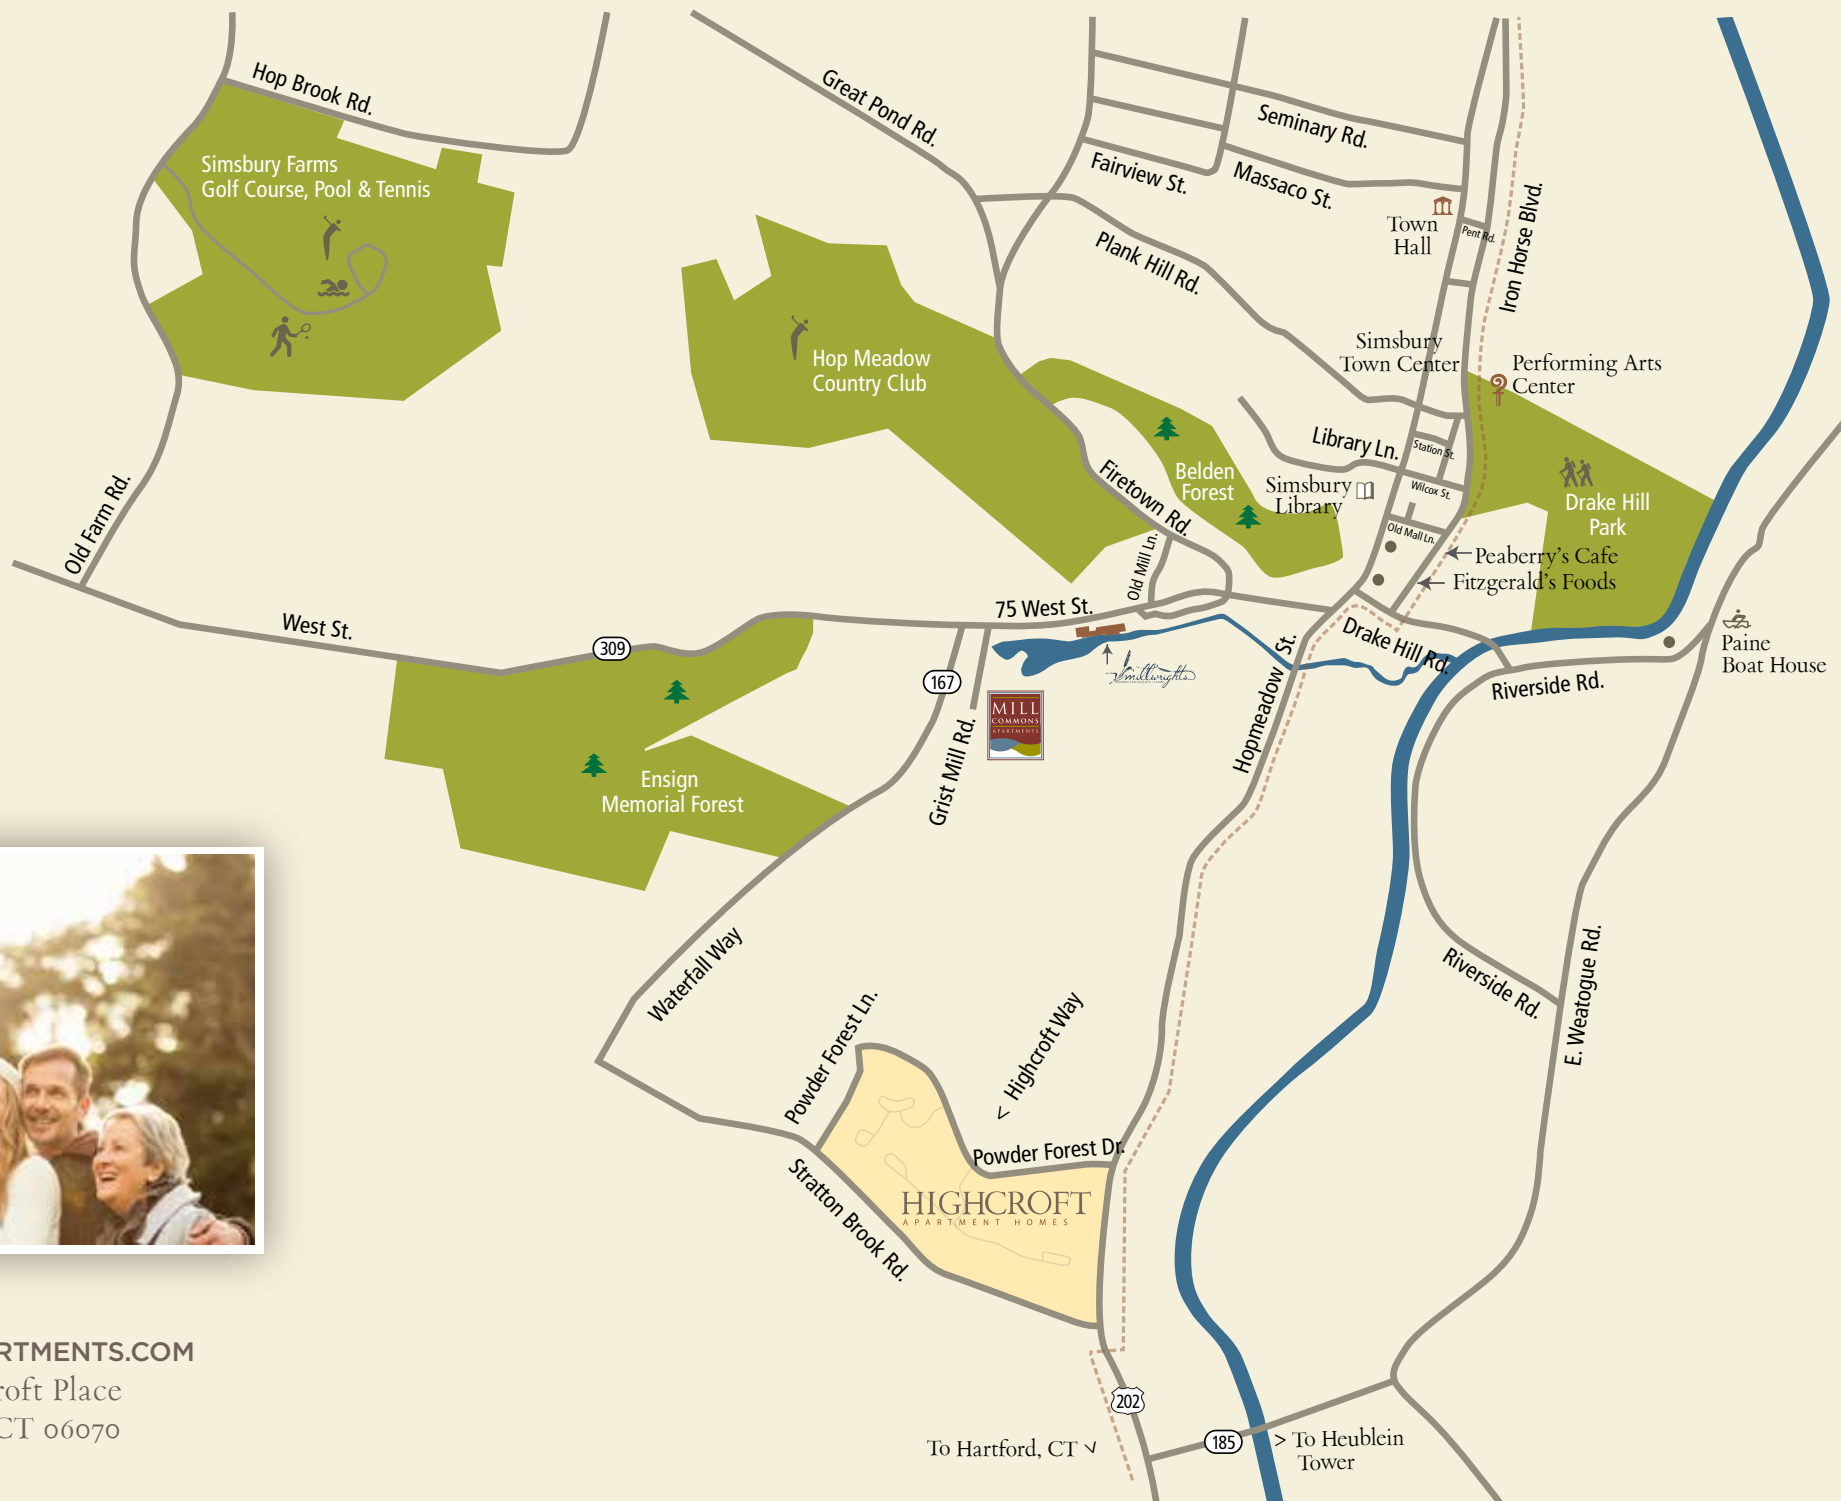 Hop Brook Rd.
Great Pond Rd.
Seminary Rd.
Simsbury Farms
Golf Course, Pool & Tennis
Fairview St.
Massaco St.
Town
Hall
Pent Rd.
Iron Horse Blvd.
Plank Hill Rd.
Simsbury
Town Center
Performing Arts
Center
Hop Meadow
Country Club
Library Ln.
Station St.
Belden
Forest
Firetown Rd.
Simsbury
Library
Wilcox St.
Drake Hill
Park
Old Mall Ln.
Old Farm Rd.
Old Mill Ln.
Peaberry's Cafe
Fitzgerald's Foods
75 West St.
West St.
309
Drake Hill Rd.
Paine
Boat House
167
millwrights
Riverside Rd.
MILL
COMMONS
APARTMENTS
Hopmeadow St.
Grist Mill Rd.
Ensign
Memorial Forest
Waterfall Way
Riverside Rd.
E. Weatogue Rd.
Powder Forest Ln.
< Highcroft Way
Powder Forest Dr.
Stratton Brook Rd.
HIGHCROFT
APARTMENT HOMES
RTMENTS.COM
roft Place
CT 06070
202
To Hartford, CT >
185
> To Heublein
Tower